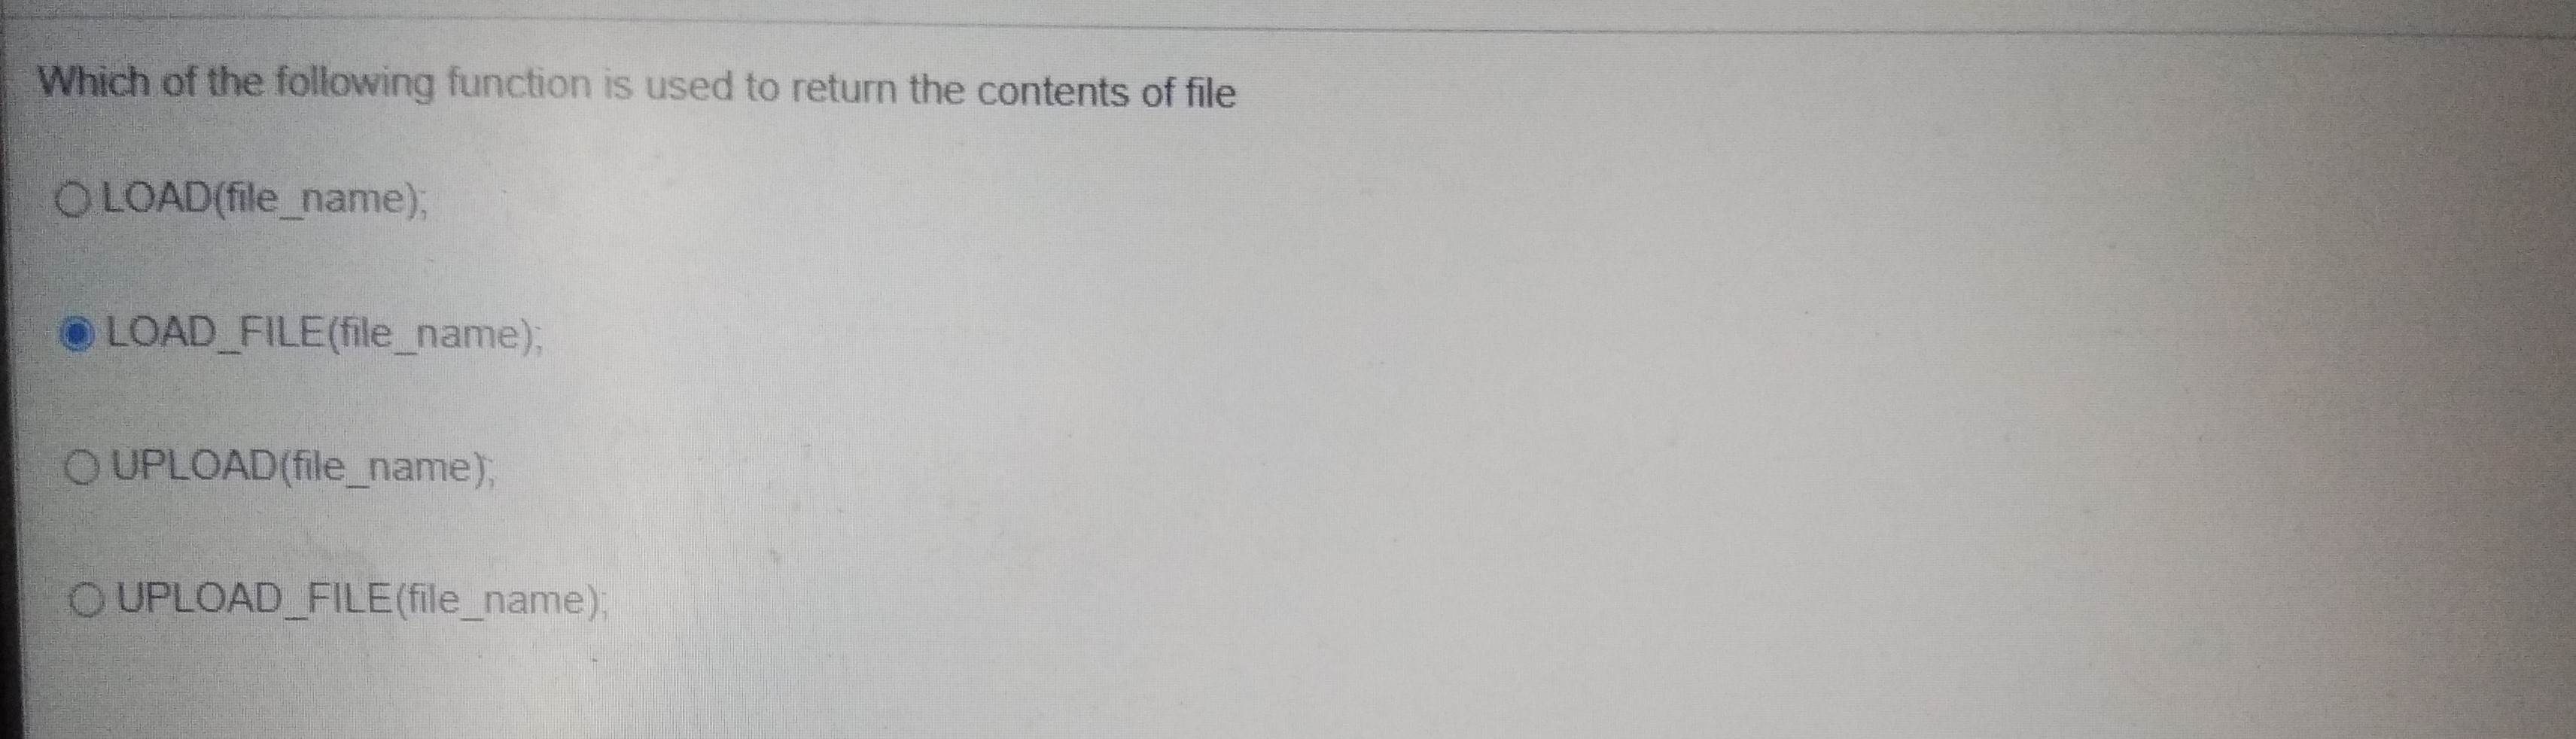 Which of the following function is used to return the contents of file
LOAD(file_name);
LOAD_FILE(file_name);
UPLOAD(file_name);
UPLOAD_FILE(file_name);